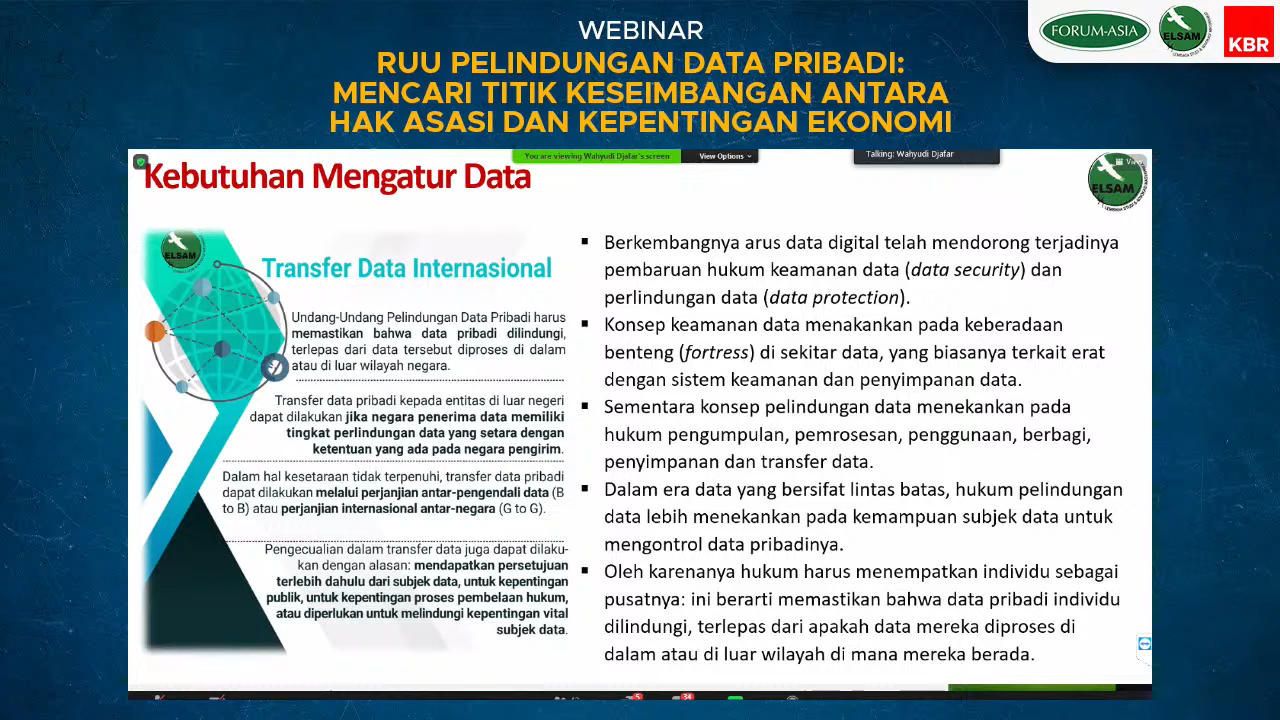 WEBINAR
RUU PELINDUNGAN DATA PRIBADI:
MENCARI TITIK KESEIMBANGAN ANTARA
HAK ASASI DAN KEPENTINGAN EKONOMI
FORUM-ASIA
ELSAM
KBR
You are viewing Wahyudi Djafar's screen
View Options
Talking: Wahyudi Djafar
View
Kebutuhan Mengatur Data
ELSAM
ELSAM
Transfer Data Internasional
Undang-Undang Pelindungan Data Pribadi harus
memastikan bahwa data pribadi dilindungi,
terlepas dari data tersebut diproses di dalam
atau di luar wilayah negara.
Transfer data pribadi kepada entitas di luar negeri
dapat dilakukan jika negara penerima data memiliki
tingkat perlindungan data yang setara dengan
ketentuan yang ada pada negara pengirim.
Dalam hal kesetaraan tidak terpenuhi, transfer data pribadi
dapat dilakukan melalui perjanjian antar-pengendali data (B
to B) atau perjanjian internasional antar-negara (G to G).
Pengecualian dalam transfer data juga dapat dilaku-
kan dengan alasan: mendapatkan persetujuan
terlebih dahulu dari subjek data, untuk kepentingan
publik, untuk kepentingan proses pembelaan hukum,
atau diperlukan untuk melindungi kepentingan vital
subjek data.
▪ Berkembangnya arus data digital telah mendorong terjadinya
pembaruan hukum keamanan data (data security) dan
perlindungan data (data protection).
▪ Konsep keamanan data menakankan pada keberadaan
benteng (fortress) di sekitar data, yang biasanya terkait erat
dengan sistem keamanan dan penyimpanan data.
▪ Sementara konsep pelindungan data menekankan pada
hukum pengumpulan, pemrosesan, penggunaan, berbagi,
penyimpanan dan transfer data.
▪ Dalam era data yang bersifat lintas batas, hukum pelindungan
data lebih menekankan pada kemampuan subjek data untuk
mengontrol data pribadinya.
▪ Oleh karenanya hukum harus menempatkan individu sebagai
pusatnya: ini berarti memastikan bahwa data pribadi individu
dilindungi, terlepas dari apakah data mereka diproses di
dalam atau di luar wilayah di mana mereka berada.
5
34